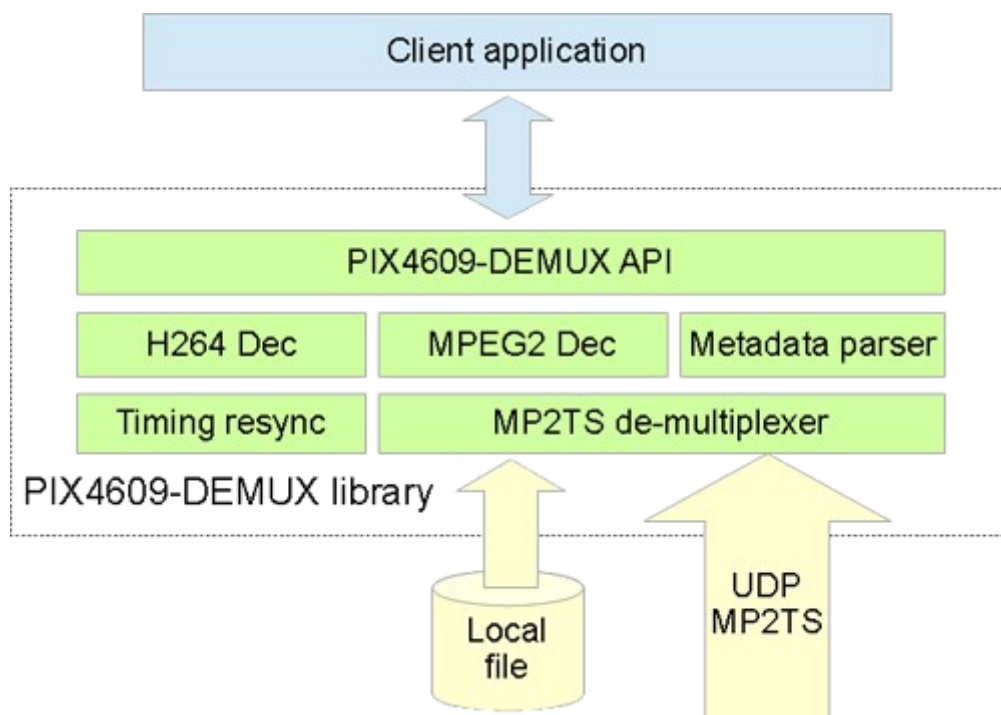 Client application
PIX4609-DEMUX API
H264 Dec
MPEG2 Dec
Metadata parser
Timing resync
MP2TS de-multiplexer
PIX4609-DEMUX library
Local
file
UDP
MP2TS